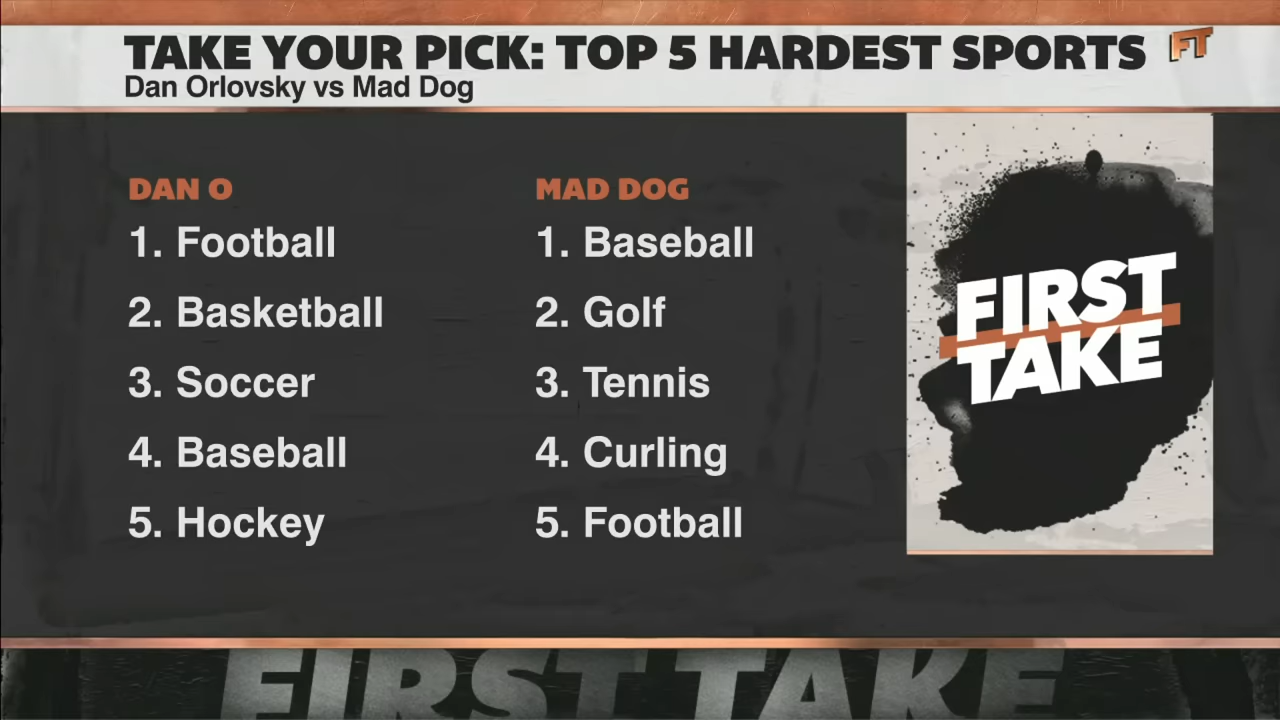 TAKE YOUR PICK: TOP 5 HARDEST SPORTS
FT
Dan Orlovsky vs Mad Dog
DAN O
1. Football
2. Basketball
3. Soccer
4. Baseball
5. Hockey
MAD DOG
1. Baseball
2. Golf
3. Tennis
4. Curling
5. Football
FIRST
TAKE
FIRST TAKE